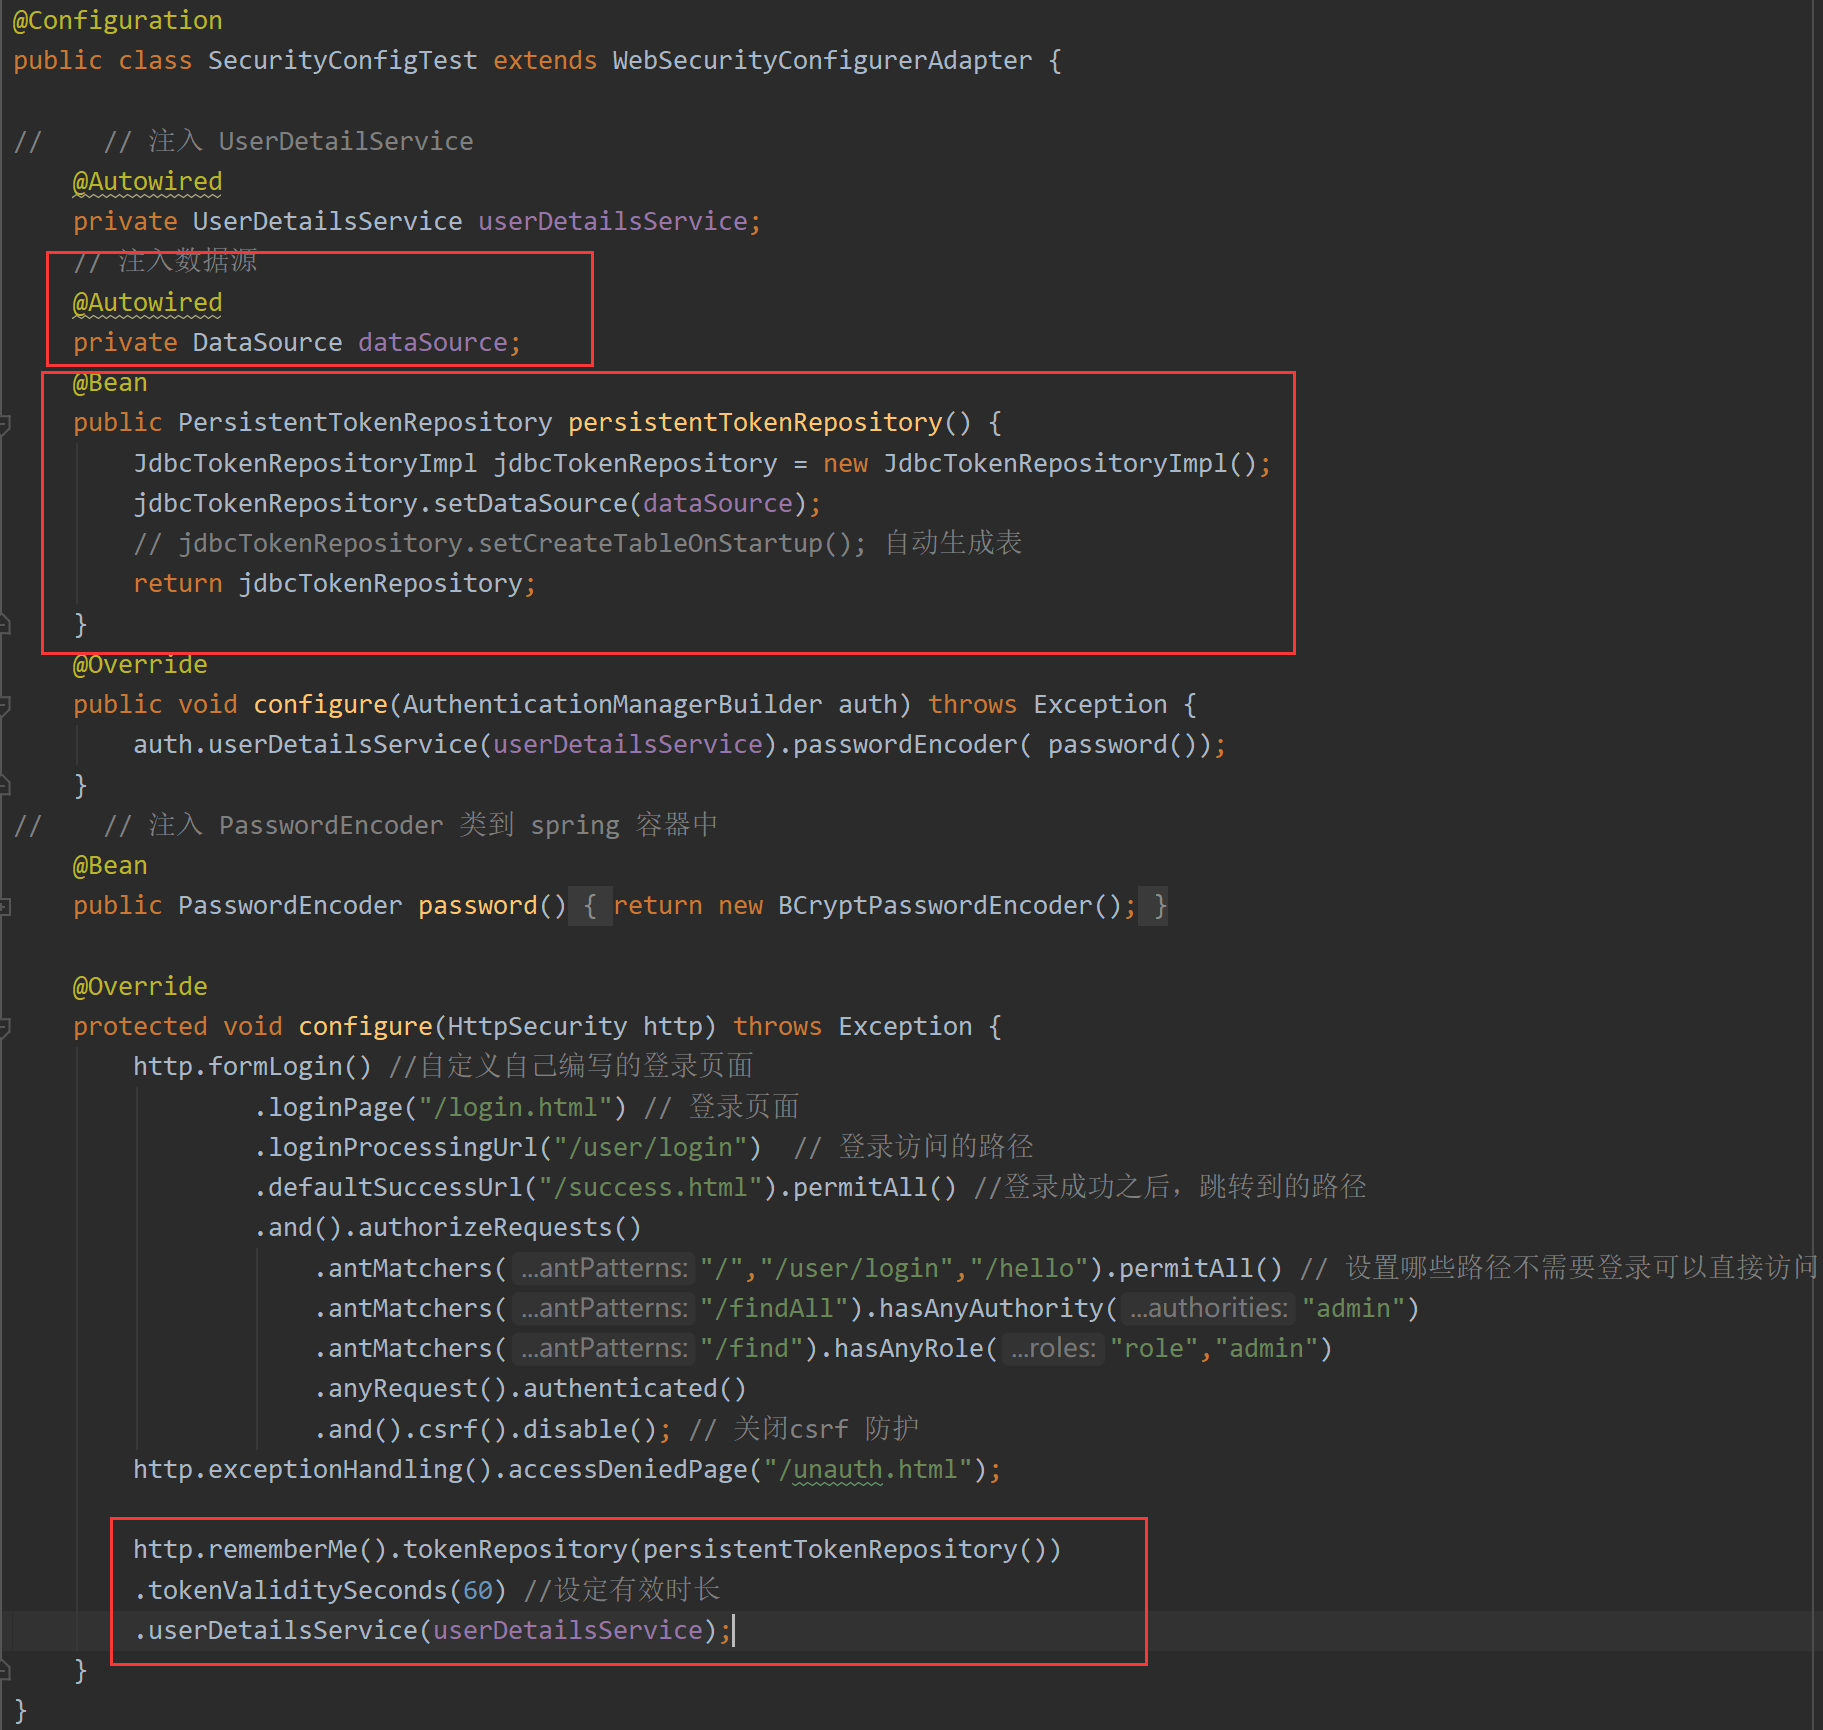 @Configuration
public class SecurityConfigTest extends WebSecurityConfigurerAdapter {
//    // 注入 UserDetailService
@Autowired
private UserDetailsService userDetailsService;
// 注入数据源
@Autowired
private DataSource dataSource;
@Bean
public PersistentTokenRepository persistentTokenRepository() {
JdbcTokenRepositoryImpl jdbcTokenRepository = new JdbcTokenRepositoryImpl();
jdbcTokenRepository.setDataSource(dataSource);
// jdbcTokenRepository.setCreateTableOnStartup(); 自动生成表
return jdbcTokenRepository;
}
@Override
public void configure(AuthenticationManagerBuilder auth) throws Exception {
auth.userDetailsService(userDetailsService).passwordEncoder( password());
}
//    // 注入 PasswordEncoder 类到 spring 容器中
@Bean
public PasswordEncoder password() { return new BCryptPasswordEncoder(); }
@Override
protected void configure(HttpSecurity http) throws Exception {
http.formLogin() //自定义自己编写的登录页面
.loginPage("/login.html") // 登录页面
.loginProcessingUrl("/user/login")  // 登录访问的路径
.defaultSuccessUrl("/success.html").permitAll() //登录成功之后，跳转到的路径
.and().authorizeRequests()
.antMatchers( ...antPatterns: "/","/user/login","/hello").permitAll() // 设置哪些路径不需要登录可以直接访问
.antMatchers( ...antPatterns: "/findAll").hasAnyAuthority( ...authorities: "admin")
.antMatchers( ...antPatterns: "/find").hasAnyRole( ...roles: "role","admin")
.anyRequest().authenticated()
.and().csrf().disable(); // 关闭csrf 防护
http.exceptionHandling().accessDeniedPage("/unauth.html");
http.rememberMe().tokenRepository(persistentTokenRepository())
.tokenValiditySeconds(60) //设定有效时长
.userDetailsService(userDetailsService);
}
}